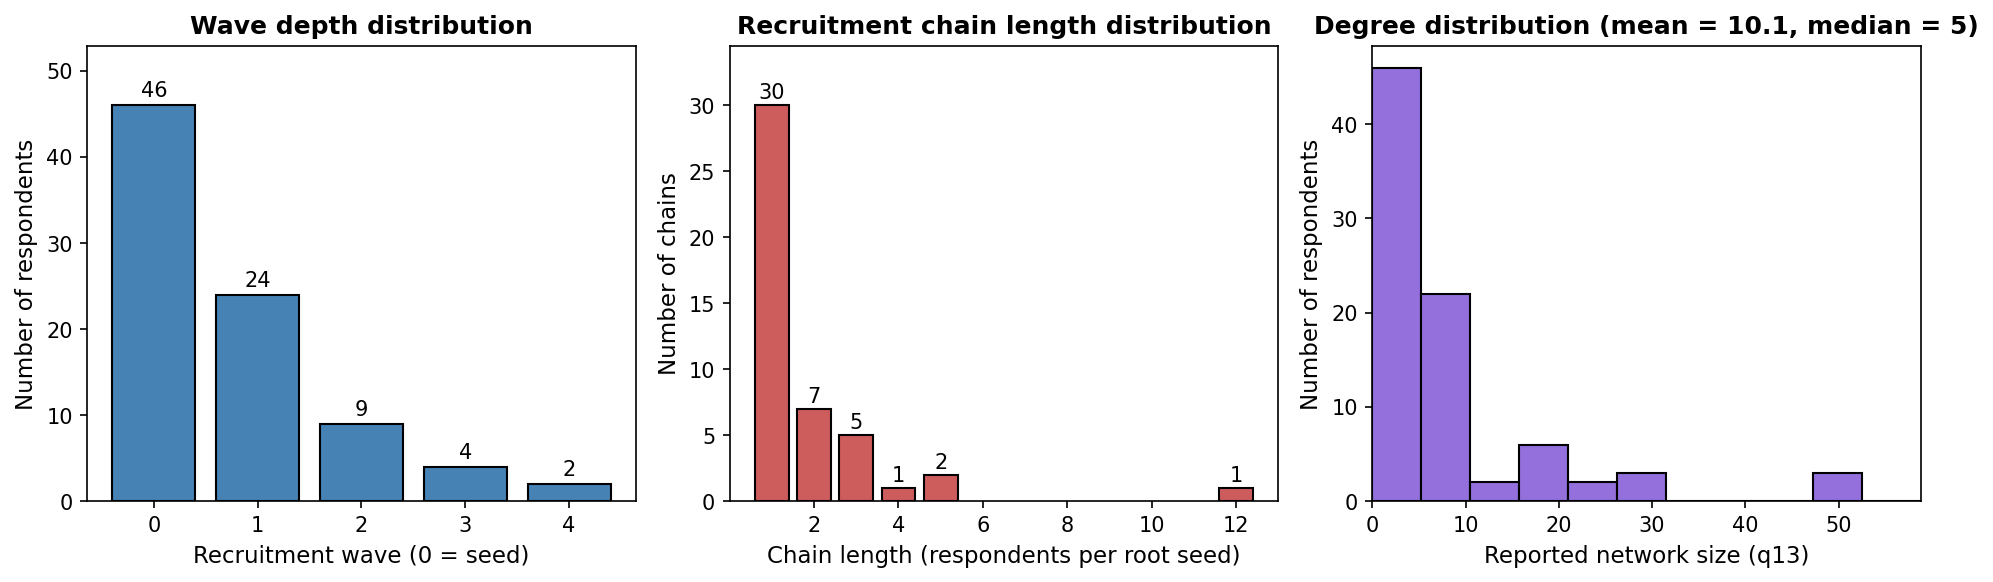 Wave depth distribution
Number of respondents
50
40
30
20
10
0
46
24
9
4
2
0 1 2 3 4
Recruitment wave (0 = seed)
Recruitment chain length distribution
Number of chains
30
25
20
15
10
5
0
30
7
5
1
2
1
2 4 6 8 10 12
Chain length (respondents per root seed)
Degree distribution (mean = 10.1, median = 5)
Number of respondents
40
30
20
10
0
0 10 20 30 40 50
Reported network size (q13)